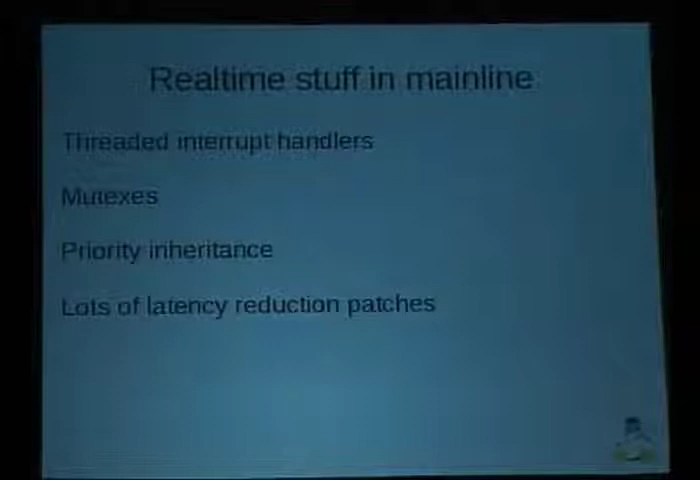 Realtime stuff in mainline
Threaded interrupt handlers
Mutexes
Priority inheritance
Lots of latency reduction patches